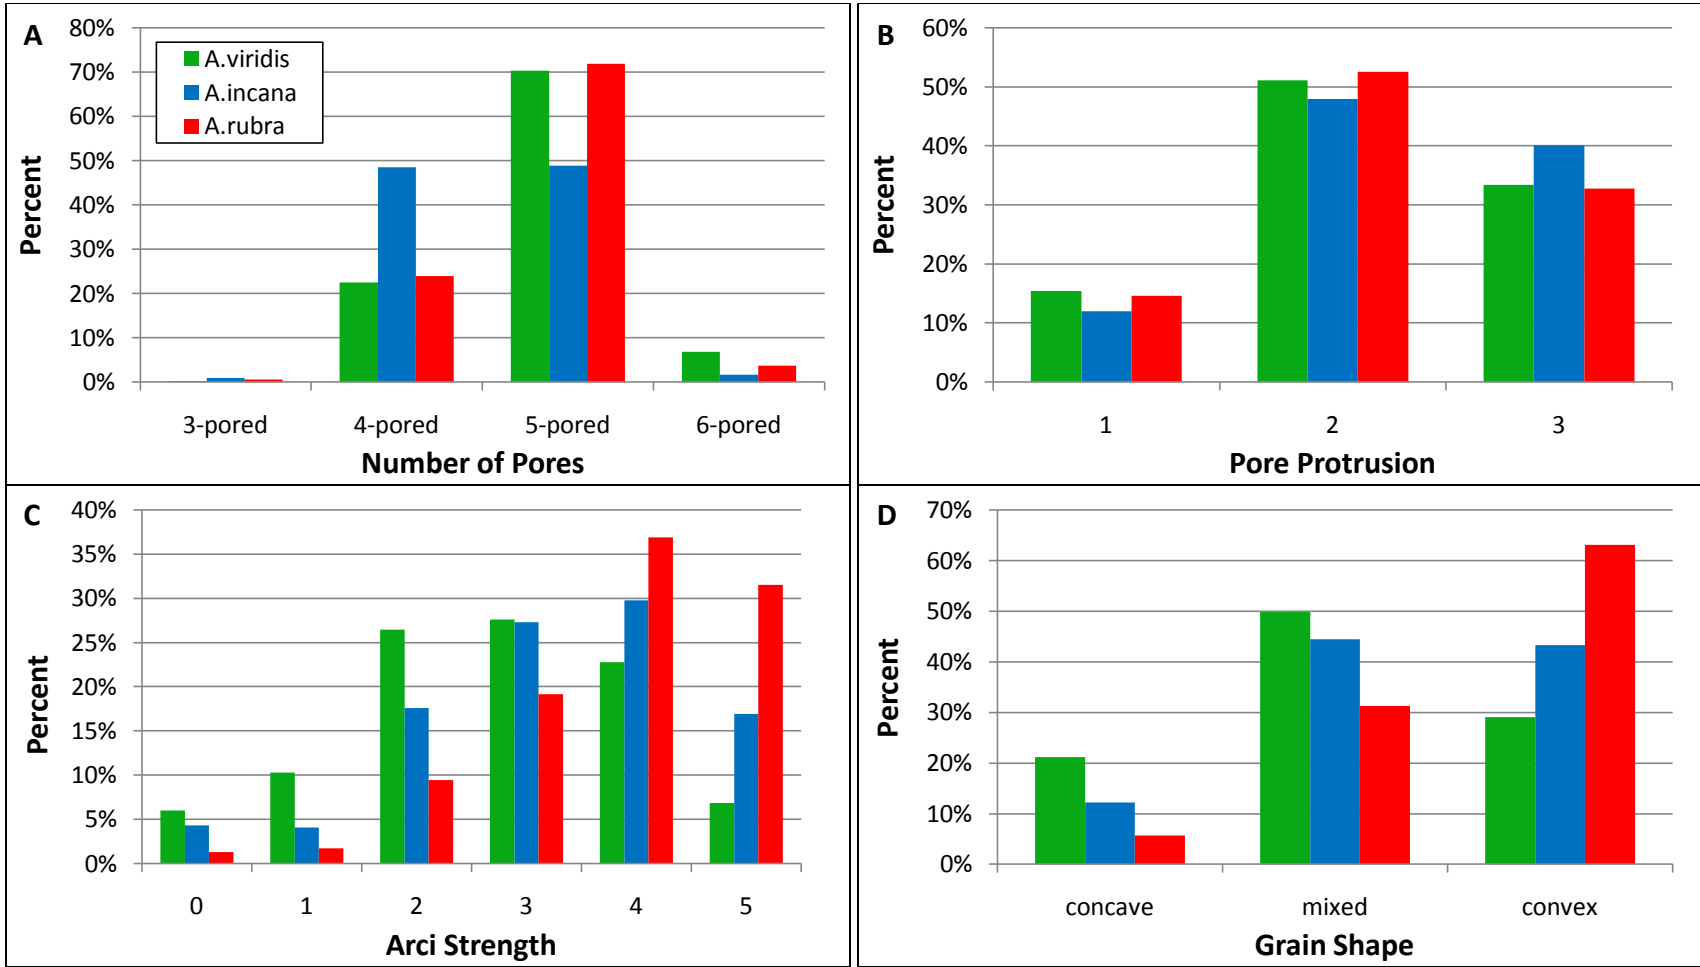 A
80%
70%
60%
50%
40%
30%
20%
10%
0%
Percent
A.viridis
A.incana
A.rubra
3-pored 4-pored 5-pored 6-pored
Number of Pores
B
60%
50%
40%
30%
20%
10%
0%
Percent
1 2 3
Pore Protrusion
C
40%
35%
30%
25%
20%
15%
10%
5%
0%
Percent
0 1 2 3 4 5
Arci Strength
D
70%
60%
50%
40%
30%
20%
10%
0%
Percent
concave mixed convex
Grain Shape